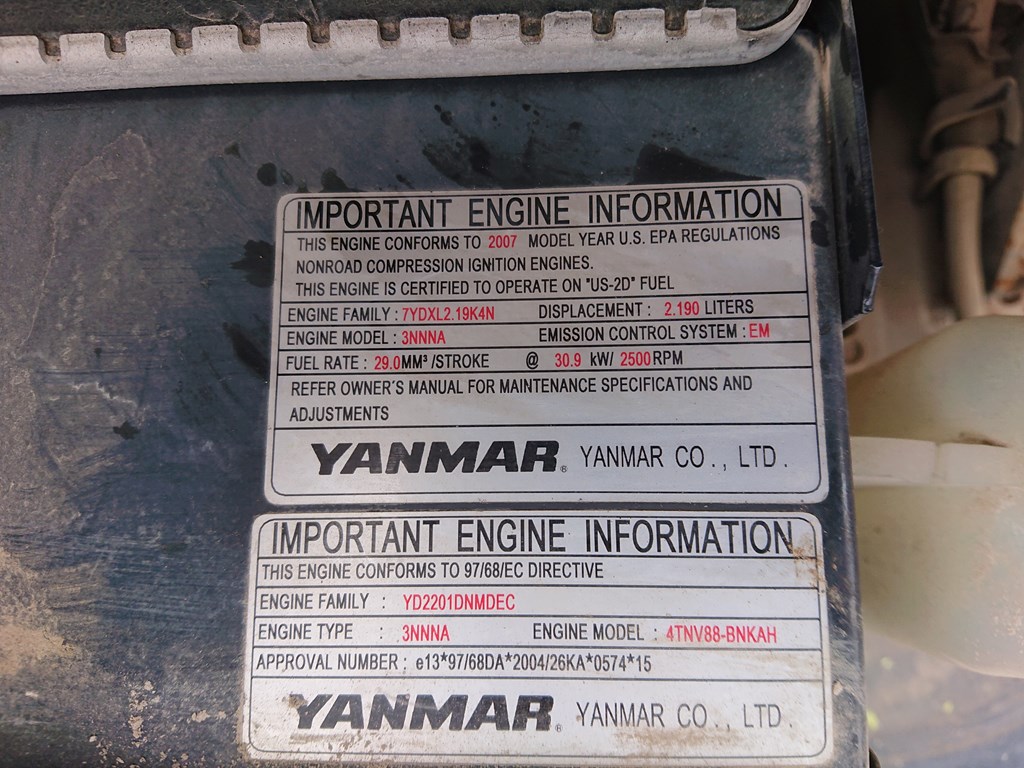 IMPORTANT ENGINE INFORMATION
THIS ENGINE CONFORMS TO 2007 MODEL YEAR U.S. EPA REGULATIONS
NONROAD COMPRESSION IGNITION ENGINES.
THIS ENGINE IS CERTIFIED TO OPERATE ON "US-2D" FUEL
ENGINE FAMILY : 7YDXL2.19K4N DISPLACEMENT : 2.190 LITERS
ENGINE MODEL : 3NNNA EMISSION CONTROL SYSTEM : EM
FUEL RATE : 29.0MM³/STROKE @ 30.9 kW/ 2500RPM
REFER OWNER´S MANUAL FOR MAINTENANCE SPECIFICATIONS AND
ADJUSTMENTS
YANMAR® YANMAR CO., LTD.
IMPORTANT ENGINE INFORMATION
THIS ENGINE CONFORMS TO 97/68/EC DIRECTIVE
ENGINE FAMILY : YD2201DNMDEC
ENGINE TYPE : 3NNNA ENGINE MODEL : 4TNV88-BNKAH
APPROVAL NUMBER : e13*97/68DA*2004/26KA*0574*15
YANMAR® YANMAR CO., LTD.